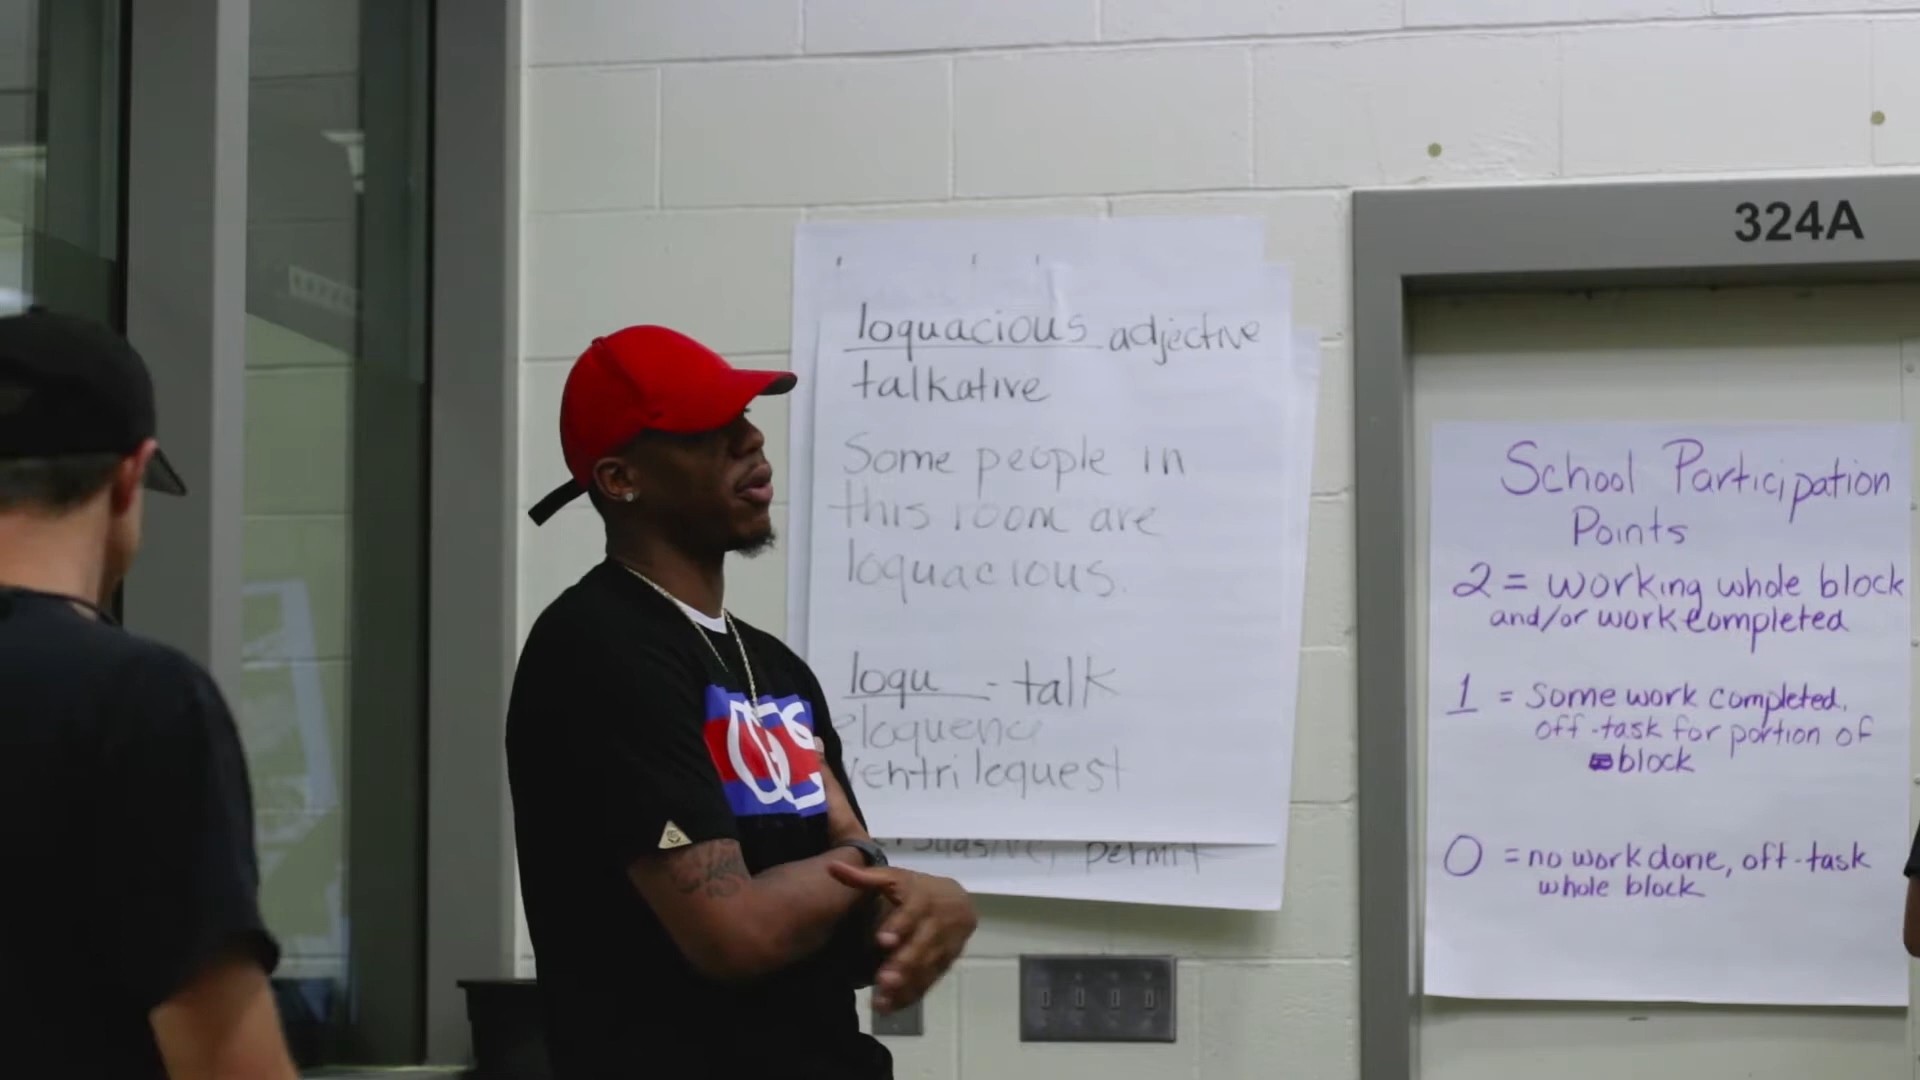 loquacious adjective
talkative
Some people in
this room are
loquacious.
loqu - talk
eloquence
ventrilequest
permit
324A
School Participation
Points
2 = working whole block
and/or work completed
1 = some work completed,
off-task for portion of
block
0 = no work done, off-task
whole block